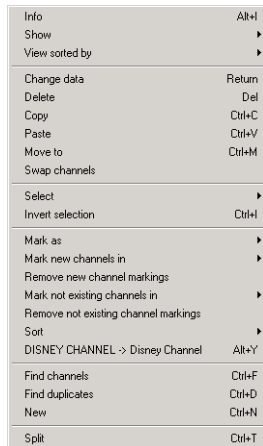 Info Alt+I
Show
View sorted by
Change data Return
Delete Del
Copy Ctrl+C
Paste Ctrl+V
Move to Ctrl+M
Swap channels
Select
Invert selection Ctrl+I
Mark as
Mark new channels in
Remove new channel markings
Mark not existing channels in
Remove not existing channel markings
Sort
DISNEY CHANNEL -> Disney Channel Alt+Y
Find channels Ctrl+F
Find duplicates Ctrl+D
New Ctrl+N
Split Ctrl+T